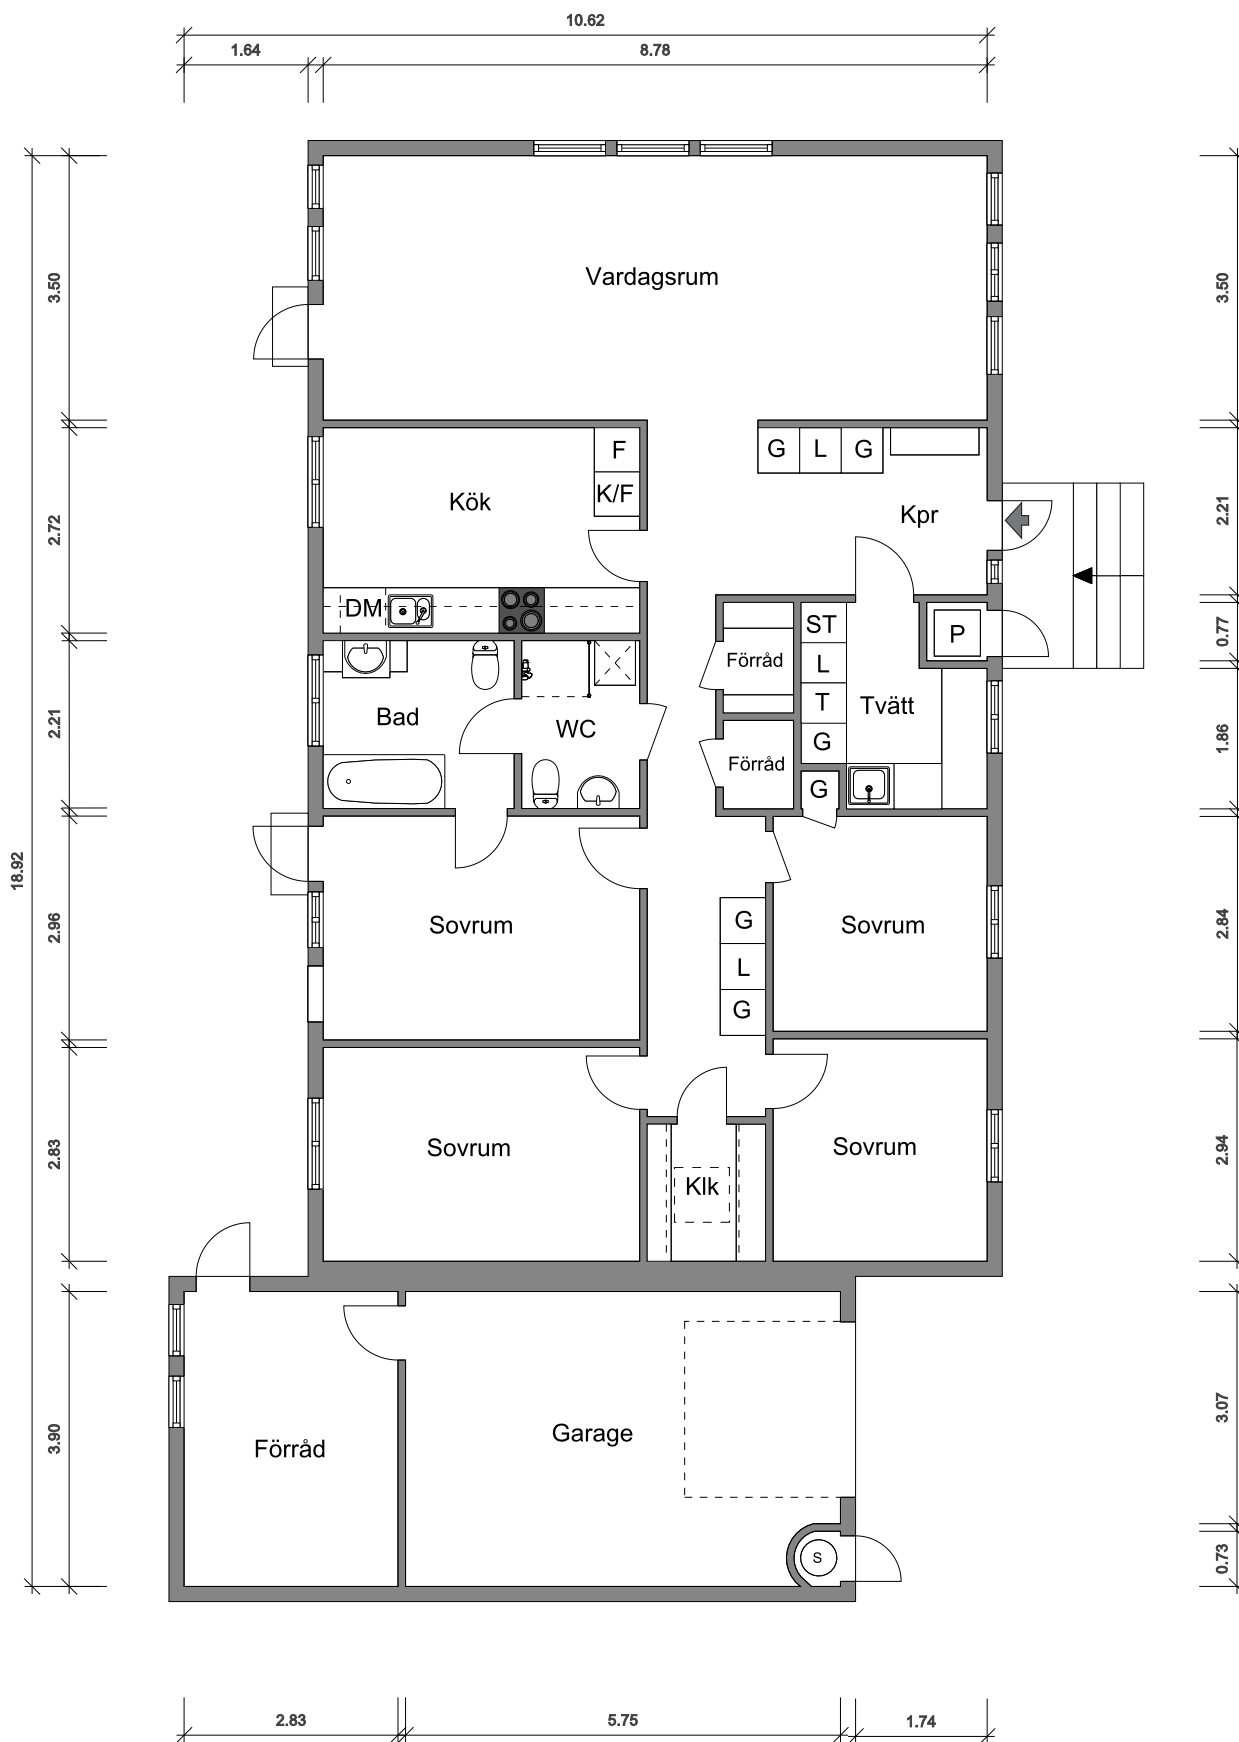 10.62
1.64
8.78
3.50
Vardagsrum
3.50
F
K/F
Kök
DM
G
L
G
Kpr
2.72
2.21
ST
L
T
G
G
Förråd
Förråd
P
Tvätt
0.77
1.86
Bad
WC
2.21
18.92
2.96
Sovrum
G
L
G
Sovrum
2.84
2.83
Sovrum
Klk
Sovrum
2.94
3.90
Förråd
Garage
3.07
S
0.73
2.83
5.75
1.74